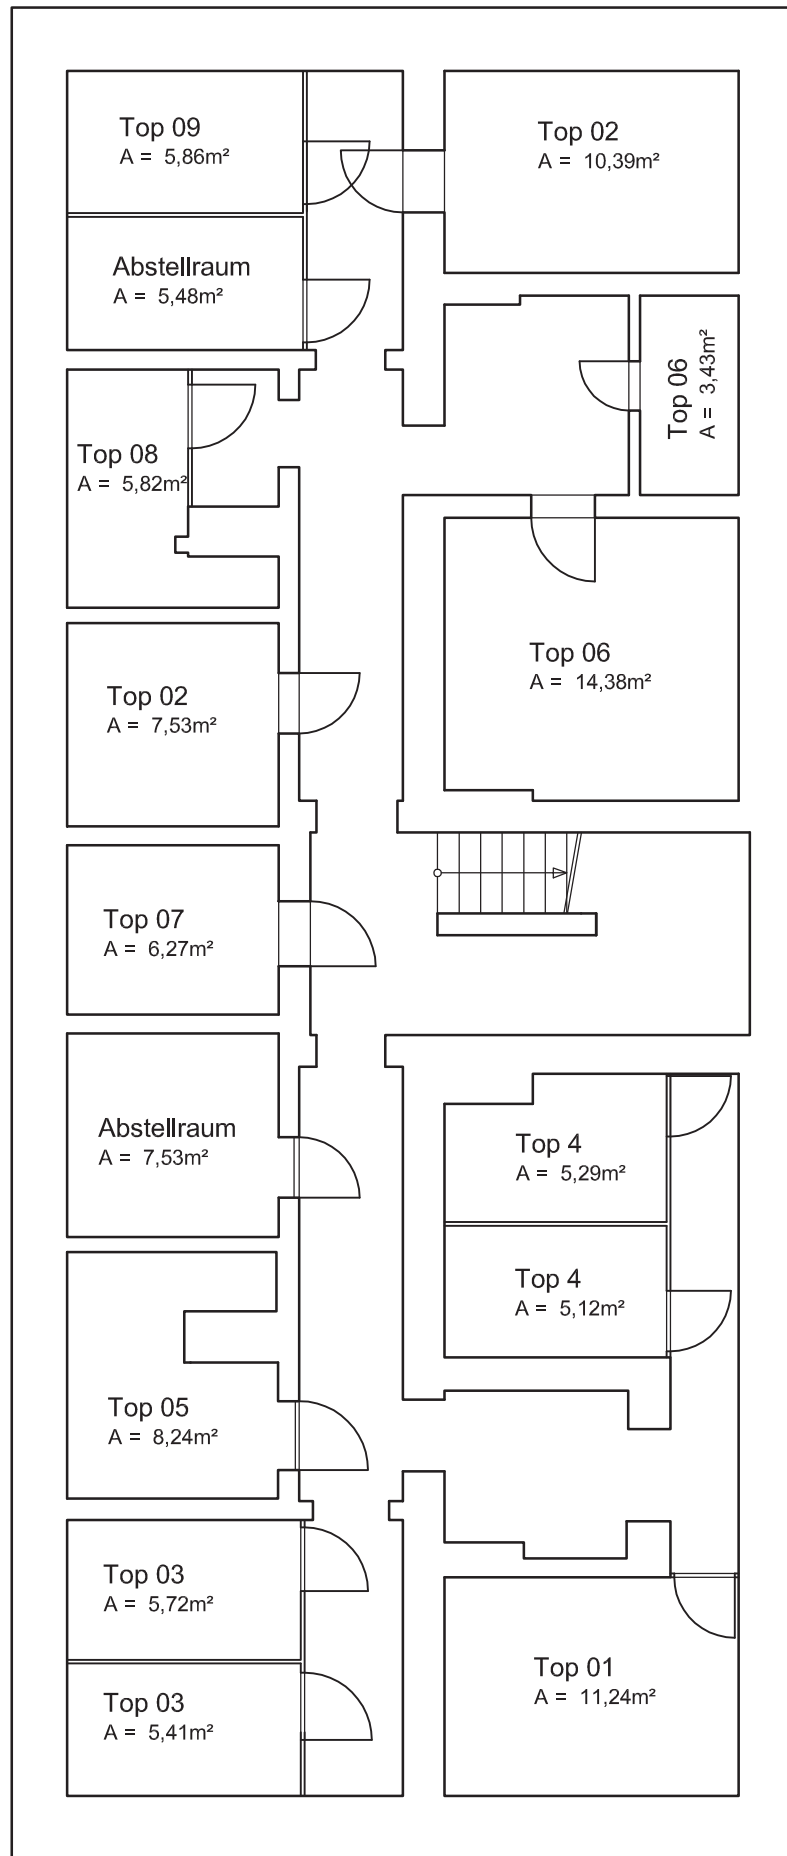 Top 09
A = 5,86m²
Top 02
A = 10,39m²
Abstellraum
A = 5,48m²
Top 06
A = 3,43m²
Top 08
A = 5,82m²
Top 06
A = 14,38m²
Top 02
A = 7,53m²
Top 07
A = 6,27m²
Abstellraum
A = 7,53m²
Top 4
A = 5,29m²
Top 4
A = 5,12m²
Top 05
A = 8,24m²
Top 03
A = 5,72m²
Top 01
A = 11,24m²
Top 03
A = 5,41m²